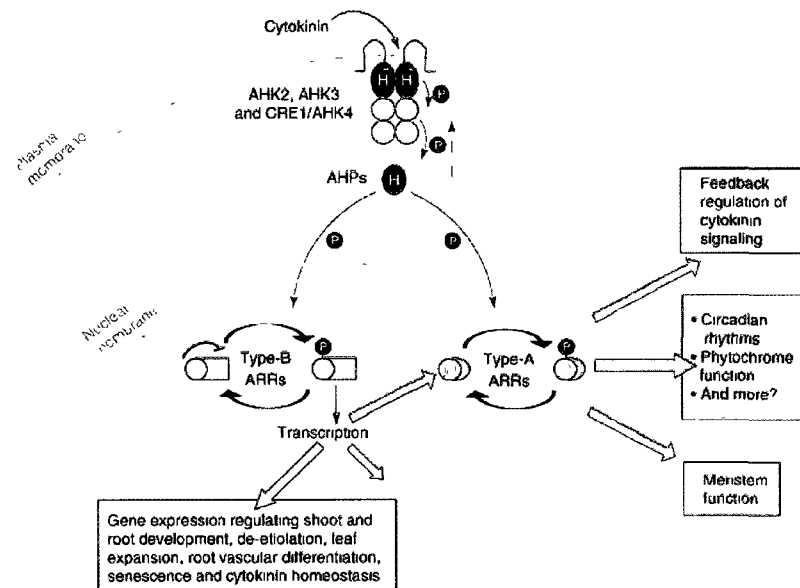 Cytokinin
H H
P
AHK2, AHK3
and CRE1/AHK4
P
AHPs
H
P P
Feedback
regulation of
cytokinin
signaling
P
Type-B
ARRs
P
Type-A
ARRs
• Circadian
rhythms
• Phytochrome
function
• And more?
Transcription
Meristem
function
Gene expression regulating shoot and
root development, de-etiolation, leaf
expansion, root vascular differentiation,
senescence and cytokinin homeostasis